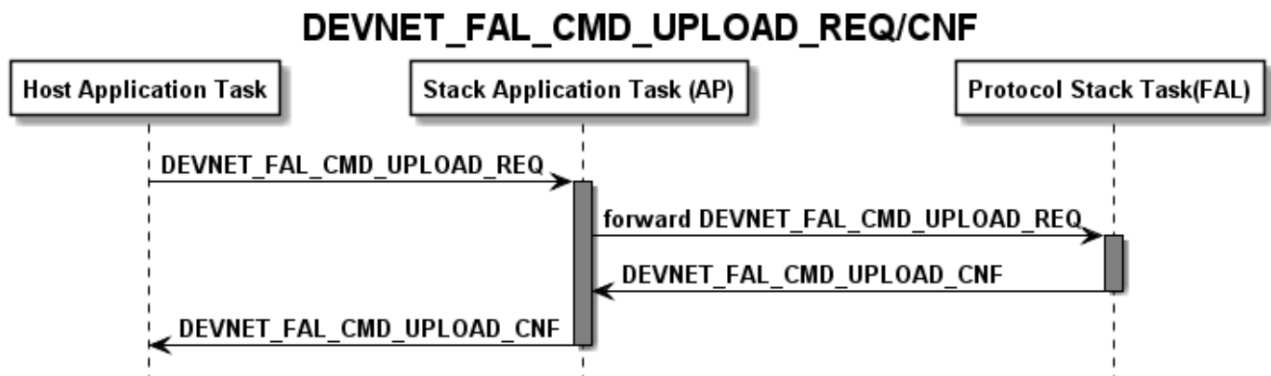 DEVNET_FAL_CMD_UPLOAD_REQ/CNF
Host Application Task
Stack Application Task (AP)
Protocol Stack Task(FAL)
DEVNET_FAL_CMD_UPLOAD_REQ
forward DEVNET_FAL_CMD_UPLOAD_REQ
DEVNET_FAL_CMD_UPLOAD_CNF
DEVNET_FAL_CMD_UPLOAD_CNF